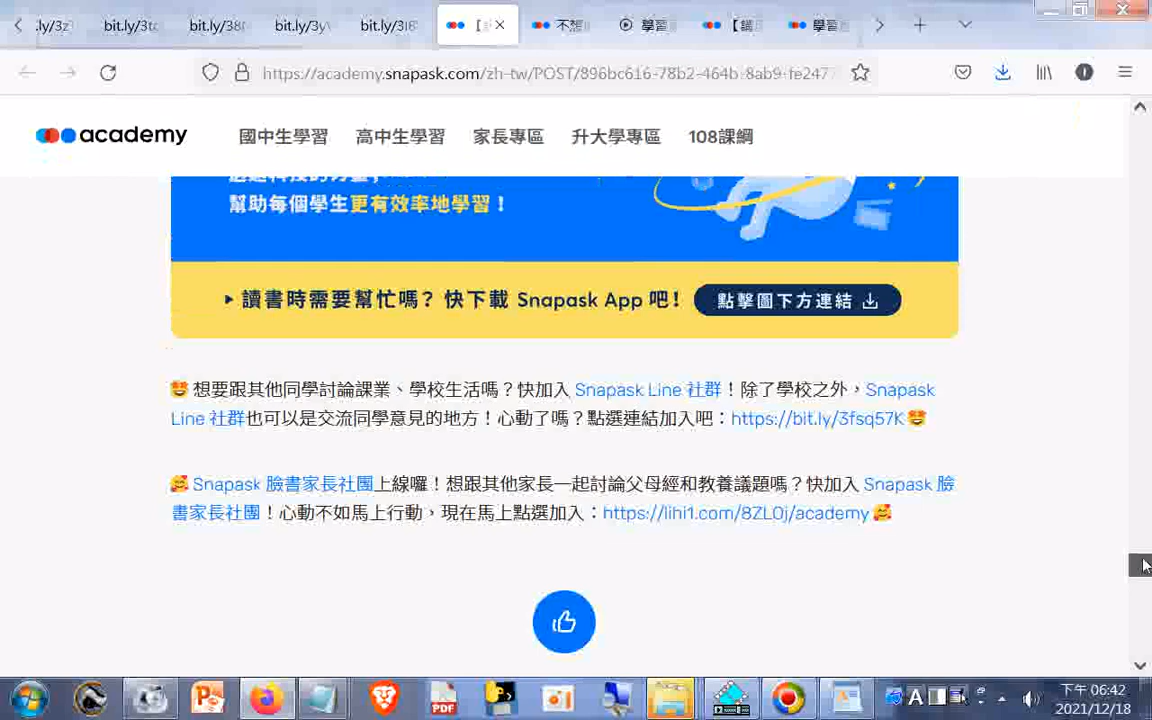 .ly/3z
bit.ly/3tc
bit.ly/38(
bit.ly/3y\
bit.ly/3l8
不想
學習
學習
https://academy.snapask.com/zh-tw/POST/896bc616-78b2-464b-8ab9-fe247
academy 國中生學習 高中生學習 家長專區 升大學專區 108課綱
幫助每個學生更有效率地學習！
▶ 讀書時需要幫忙嗎？ 快下載 Snapask App 吧！ 點擊圖下方連結
🤩 想要跟其他同學討論課業、學校生活嗎？快加入 Snapask Line 社群！除了學校之外，Snapask
Line 社群也可以是交流同學意見的地方！心動了嗎？點選連結加入吧：https://bit.ly/3fsq57K🤩
🥰 Snapask 臉書家長社團上線囉！想跟其他家長一起討論父母經和教養議題嗎？快加入 Snapask 臉
書家長社團！心動不如馬上行動，現在馬上點選加入：https://lihi1.com/8ZL0j/academy 🥰
PDF
A
下午 06:42
2021/12/18